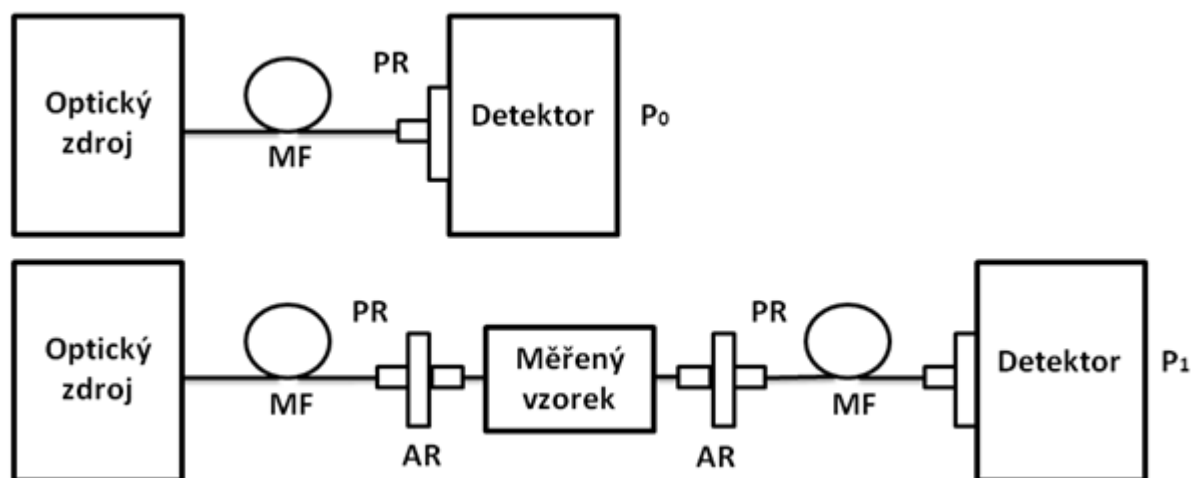 Optický
zdroj
MF
PR
Detektor
P₀
Optický
zdroj
MF
PR
AR
Měřený
vzorek
AR
PR
MF
Detektor
P₁